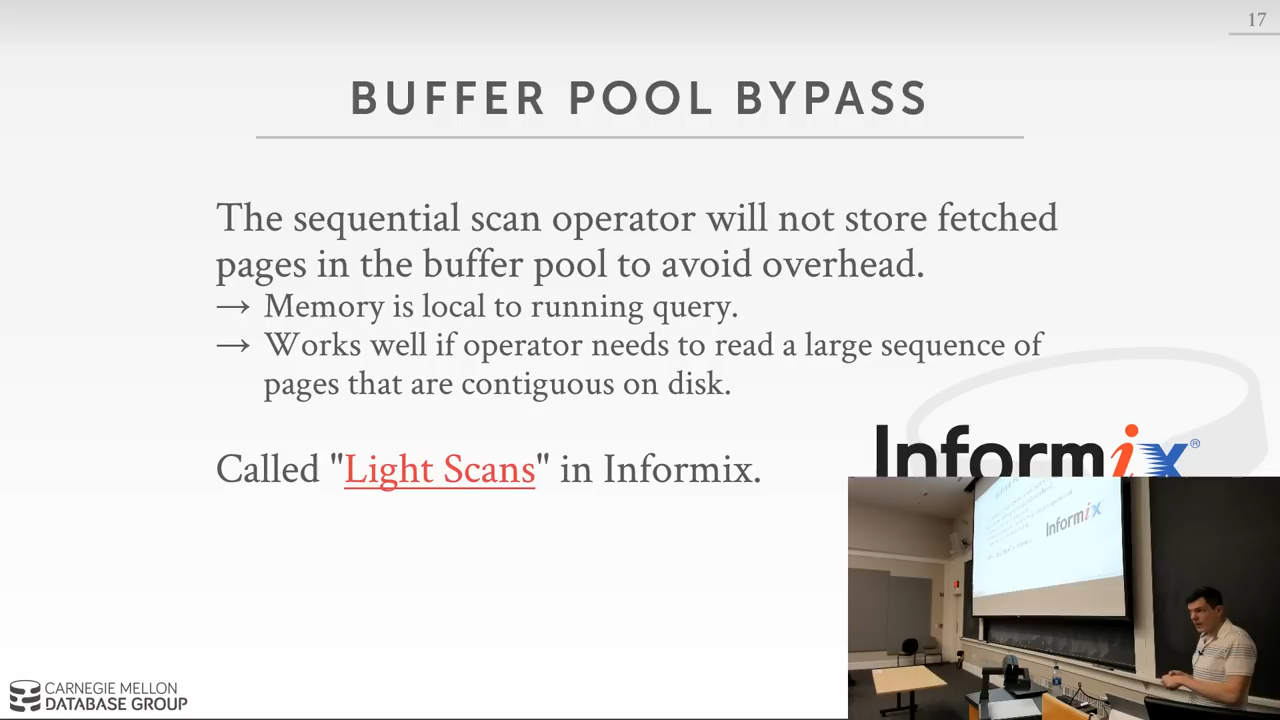 17
BUFFER POOL BYPASS
The sequential scan operator will not store fetched
pages in the buffer pool to avoid overhead.
→ Memory is local to running query.
→ Works well if operator needs to read a large sequence of
pages that are contiguous on disk.
Called "Light Scans" in Informix.
Informix®
Informix
CARNEGIE MELLON
DATABASE GROUP